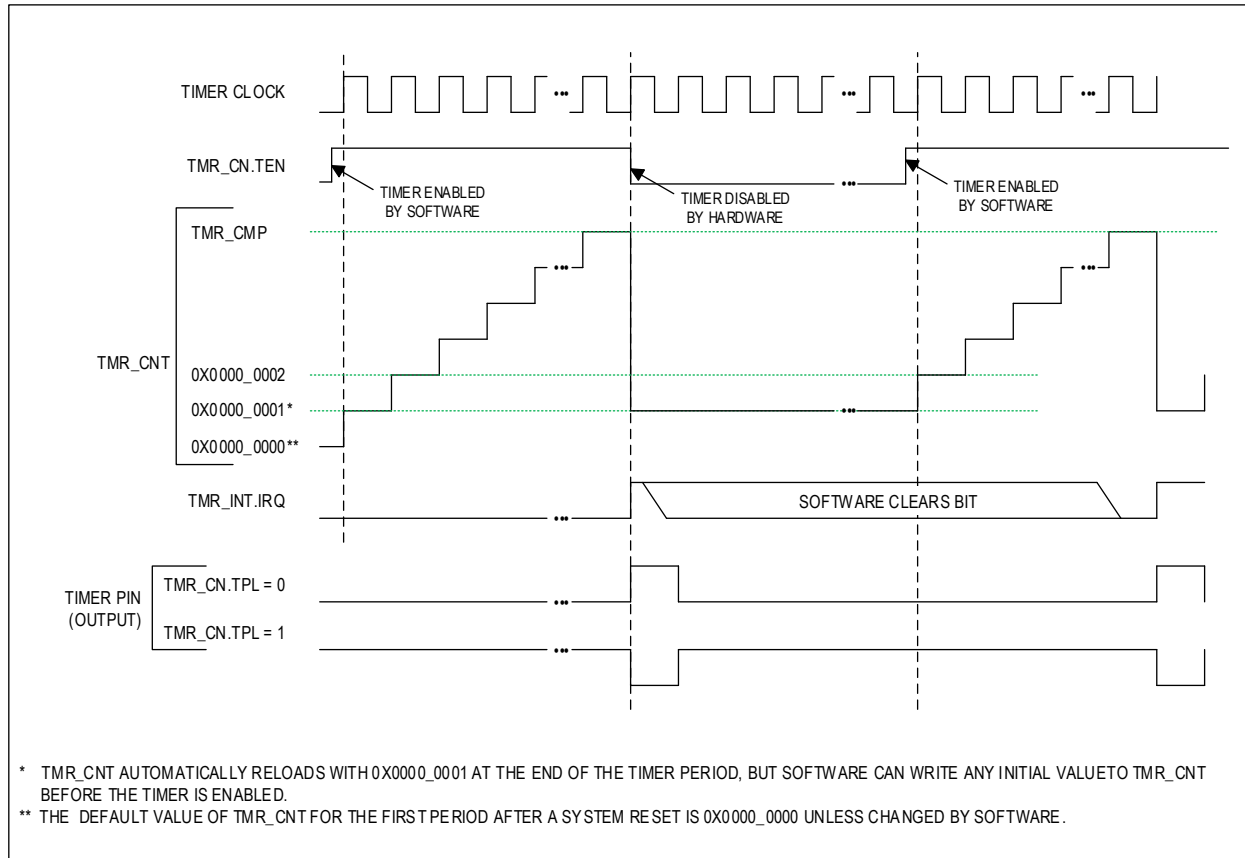 TIMER CLOCK
•••
•••
•••
TMR_CN.TEN
•••
TIMER ENABLED
BY SOFTWARE
TIMER DISABLED
BY HARDWARE
TIMER ENABLED
BY SOFTWARE
TMR_CNT
TMR_CMP
•••
•••
0X0000_0002
0X0000_0001*
•••
0X0000_0000**
TMR_INT.IRQ
•••
SOFTWARE CLEARS BIT
TIMER PIN
(OUTPUT)
TMR_CN.TPL = 0
•••
TMR_CN.TPL = 1
•••
* TMR_CNT AUTOMATICALLY RELOADS WITH 0X0000_0001 AT THE END OF THE TIMER PERIOD, BUT SOFTWARE CAN WRITE ANY INITIAL VALUE TO TMR_CNT
BEFORE THE TIMER IS ENABLED.
** THE DEFAULT VALUE OF TMR_CNT FOR THE FIRST PERIOD AFTER A SYSTEM RESET IS 0X0000_0000 UNLESS CHANGED BY SOFTWARE.